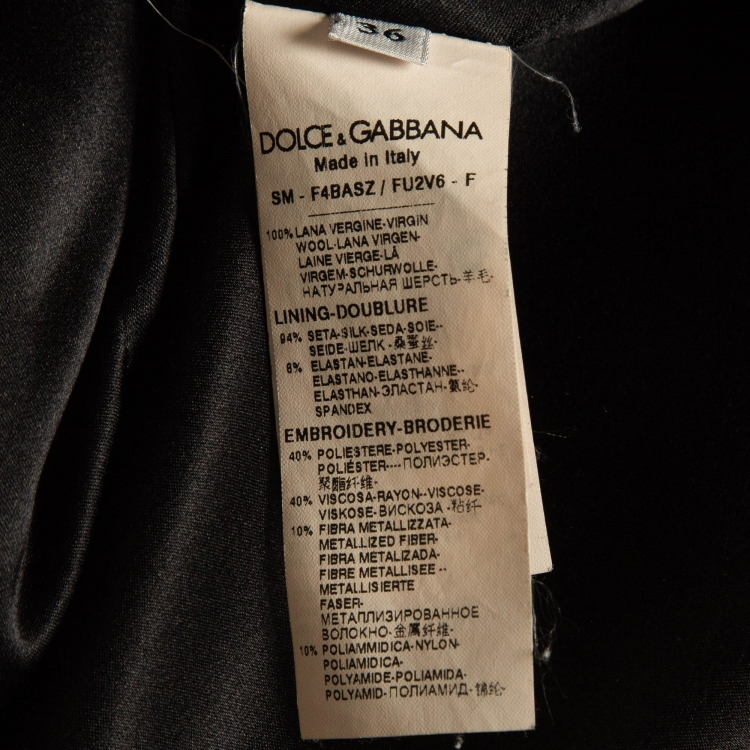 36
DOLCE & GABBANA
Made in Italy
SM - F4BASZ / FU2V6 - F
100% LANA VERGINE-VIRGIN
WOOL-LANA VIRGEN-
LAINE VIERGE-LÃ
VIRGEM-SCHURWOLLE-
НАТУРАЛЬНАЯ ШЕРСТЬ-羊毛-
LINING-DOUBLURE
94% SETA-SILK-SEDA-SOIE--
SEIDE-ШЕЛК -桑蚕丝-
6% ELASTAN-ELASTANE-
ELASTANO-ELASTHANNE--
ELASTHAN-ЭЛАСТАН-氨纶-
SPANDEX
EMBROIDERY-BRODERIE
40% POLIESTERE-POLYESTER-
POLIÉSTER----ПОЛИЭСТЕР-
聚酯纤维-
40% VISCOSA-RAYON--VISCOSE-
VISKOSE-ВИСКОЗА -粘纤-
10% FIBRA METALLIZZATA-
METALLIZED FIBER-
FIBRA METALIZADA-
FIBRE METALLISEE --
METALLISIERTE
FASER-
МЕТАЛЛИЗИРОВАННОЕ
ВОЛОКНО-金属纤维-
10% POLIAMMIDICA-NYLON-
POLIAMIDICA-
POLYAMIDE-POLIAMIDA-
POLYAMID-ПОЛИАМИД-锦纶-